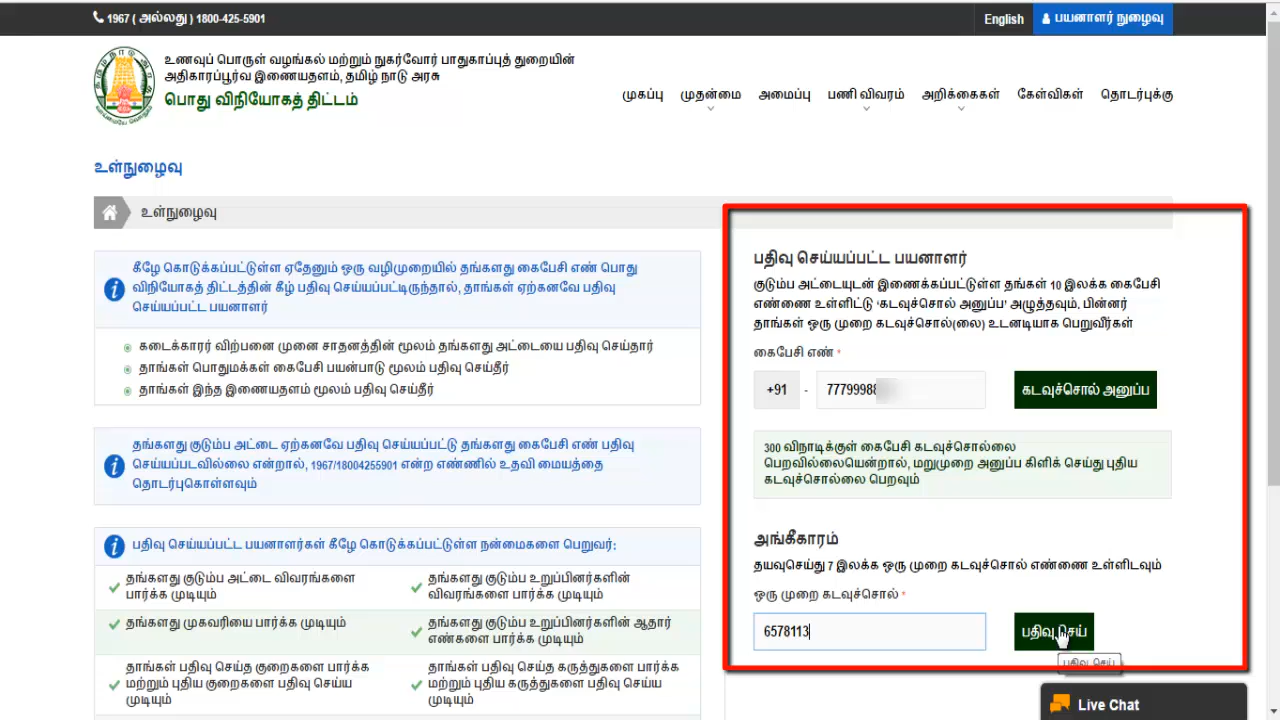 1967 ( அல்லது ) 1800-425-5901
English
பயனாளர் நுழைவு
உணவுப் பொருள் வழங்கல் மற்றும் நுகர்வோர் பாதுகாப்புத் துறையின்
அதிகாரப்பூர்வ இணையதளம், தமிழ் நாடு அரசு
பொது விநியோகத் திட்டம்
முகப்பு முதன்மை அமைப்பு பணி விவரம் அறிக்கைகள் கேள்விகள் தொடர்புக்கு
உள்நுழைவு
உள்நுழைவு
கீழே கொடுக்கப்பட்டுள்ள ஏதேனும் ஒரு வழிமுறையில் தங்களது கைபேசி எண் பொது
விநியோகத் திட்டத்தின் கீழ் பதிவு செய்யப்பட்டிருந்தால், தாங்கள் ஏற்கனவே பதிவு
செய்யப்பட்ட பயனாளர்
கடைக்காரர் விற்பனை முனை சாதனத்தின் மூலம் தங்களது அட்டையை பதிவு செய்தார்
தாங்கள் பொதுமக்கள் கைபேசி பயன்பாடு மூலம் பதிவு செய்தீர்
தாங்கள் இந்த இணையதளம் மூலம் பதிவு செய்தீர்
தங்களது குடும்ப அட்டை ஏற்கனவே பதிவு செய்யப்பட்டு தங்களது கைபேசி எண் பதிவு
செய்யப்படவில்லை என்றால், 1967/18004255901 என்ற எண்ணில் உதவி மையத்தை
தொடர்புகொள்ளவும்
பதிவு செய்யப்பட்ட பயனாளர்கள் கீழே கொடுக்கப்பட்டுள்ள நன்மைகளை பெறுவர்:
தங்களது குடும்ப அட்டை விவரங்களை
பார்க்க முடியும்
தங்களது குடும்ப உறுப்பினர்களின்
விவரங்களை பார்க்க முடியும்
தங்களது முகவரியை பார்க்க முடியும்
தங்களது குடும்ப உறுப்பினர்களின் ஆதார்
எண்களை பார்க்க முடியும்
தாங்கள் பதிவு செய்த குறைகளை பார்க்க
மற்றும் புதிய குறைகளை பதிவு செய்ய
முடியும்
தாங்கள் பதிவு செய்த கருத்துகளை பார்க்க
மற்றும் புதிய கருத்துகளை பதிவு செய்ய
முடியும்
பதிவு செய்யப்பட்ட பயனாளர்
குடும்ப அட்டையுடன் இணைக்கப்பட்டுள்ள தங்கள் 10 இலக்க கைபேசி
எண்ணை உள்ளிட்டு ‘கடவுச்சொல் அனுப்ப’ அழுத்தவும், பின்னர்
தாங்கள் ஒரு முறை கடவுச்சொல்(லை) உடனடியாக பெறுவீர்கள்
கைபேசி எண் *
+91 - 77799988
கடவுச்சொல் அனுப்ப
300 விநாடிக்குள் கைபேசி கடவுச்சொல்லை
பெறவில்லையென்றால், மறுமுறை அனுப்ப கிளிக் செய்து புதிய
கடவுச்சொல்லை பெறவும்
அங்கீகாரம்
தயவுசெய்து 7 இலக்க ஒரு முறை கடவுச்சொல் எண்ணை உள்ளிடவும்
ஒரு முறை கடவுச்சொல் *
6578113
பதிவு செய்
பதிவு செய்
Live Chat